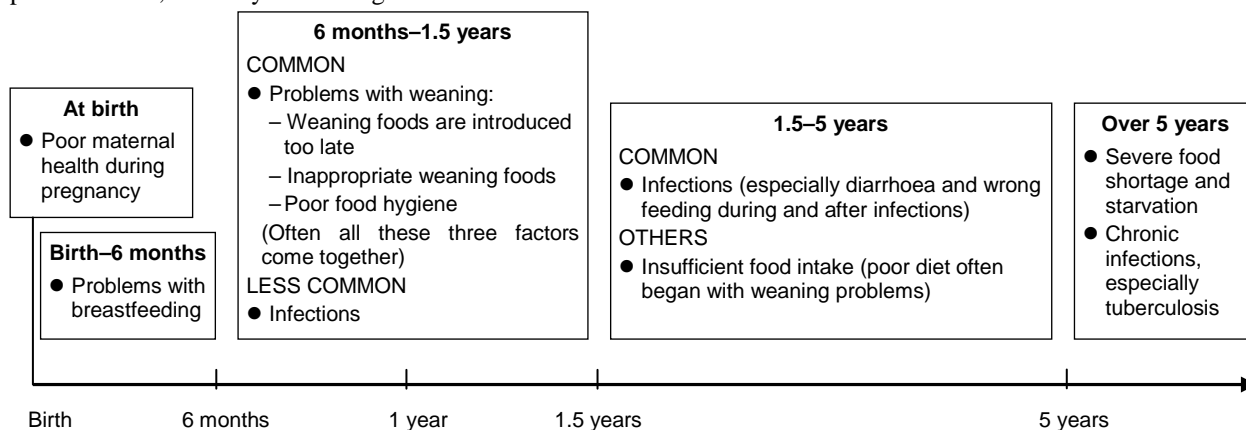 At birth
● Poor maternal
health during
pregnancy
Birth–6 months
● Problems with
breastfeeding
6 months–1.5 years
COMMON
● Problems with weaning:
– Weaning foods are introduced
too late
– Inappropriate weaning foods
– Poor food hygiene
(Often all these three factors
come together)
LESS COMMON
● Infections
1.5–5 years
COMMON
● Infections (especially diarrhoea and wrong
feeding during and after infections)
OTHERS
● Insufficient food intake (poor diet often
began with weaning problems)
Over 5 years
● Severe food
shortage and
starvation
● Chronic
infections,
especially
tuberculosis
Birth
6 months
1 year
1.5 years
5 years